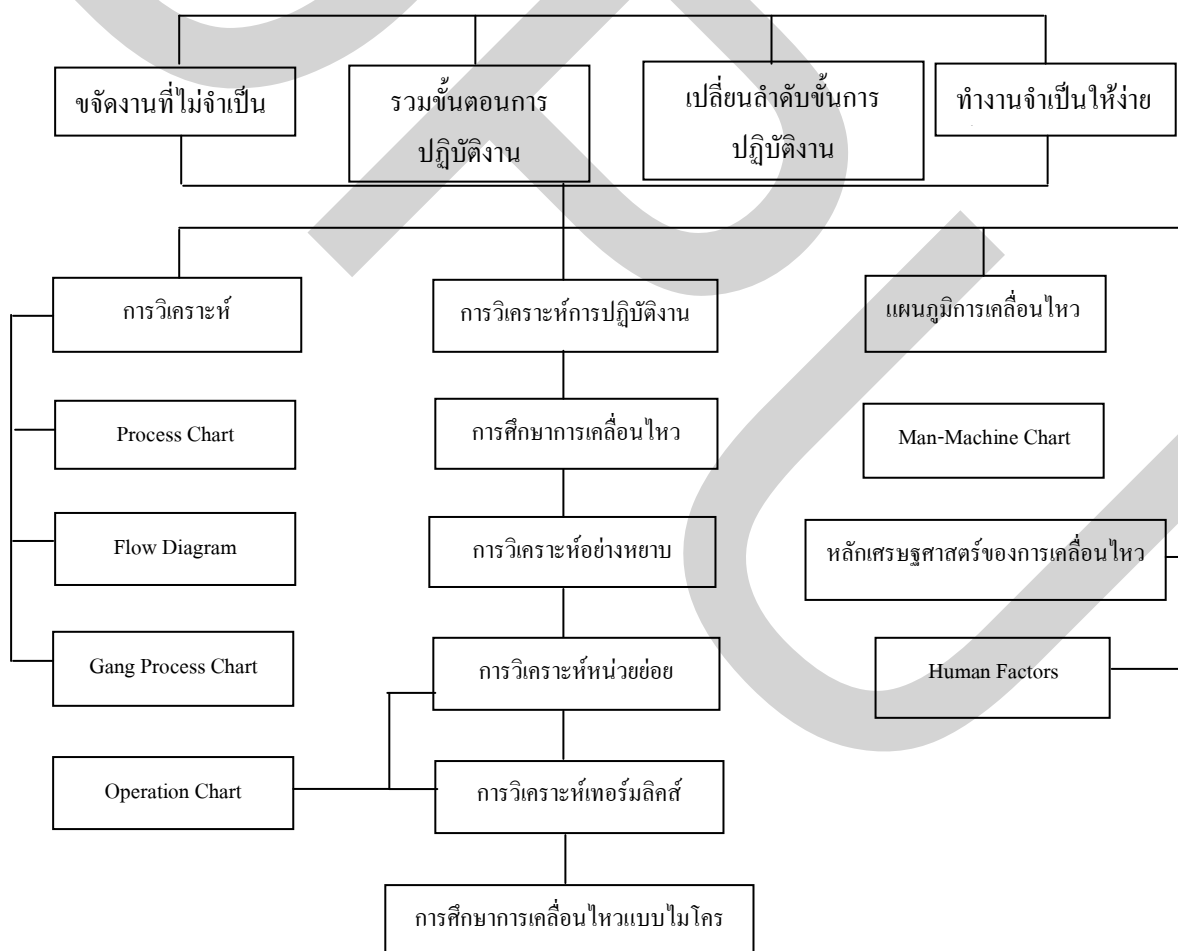 ขจัดงานที่ไม่จำเป็น
รวมขั้นตอนการ
ปฏิบัติงาน
เปลี่ยนลำดับขั้นการ
ปฏิบัติงาน
ทำงานจำเป็นให้ง่าย
การวิเคราะห์
การวิเคราะห์การปฏิบัติงาน
แผนภูมิการเคลื่อนไหว
Process Chart
การศึกษาการเคลื่อนไหว
Man-Machine Chart
Flow Diagram
การวิเคราะห์อย่างหยาบ
หลักเศรษฐศาสตร์ของการเคลื่อนไหว
Gang Process Chart
การวิเคราะห์หน่วยย่อย
Human Factors
Operation Chart
การวิเคราะห์เทอร์มลิคส์
การศึกษาการเคลื่อนไหวแบบไมโคร